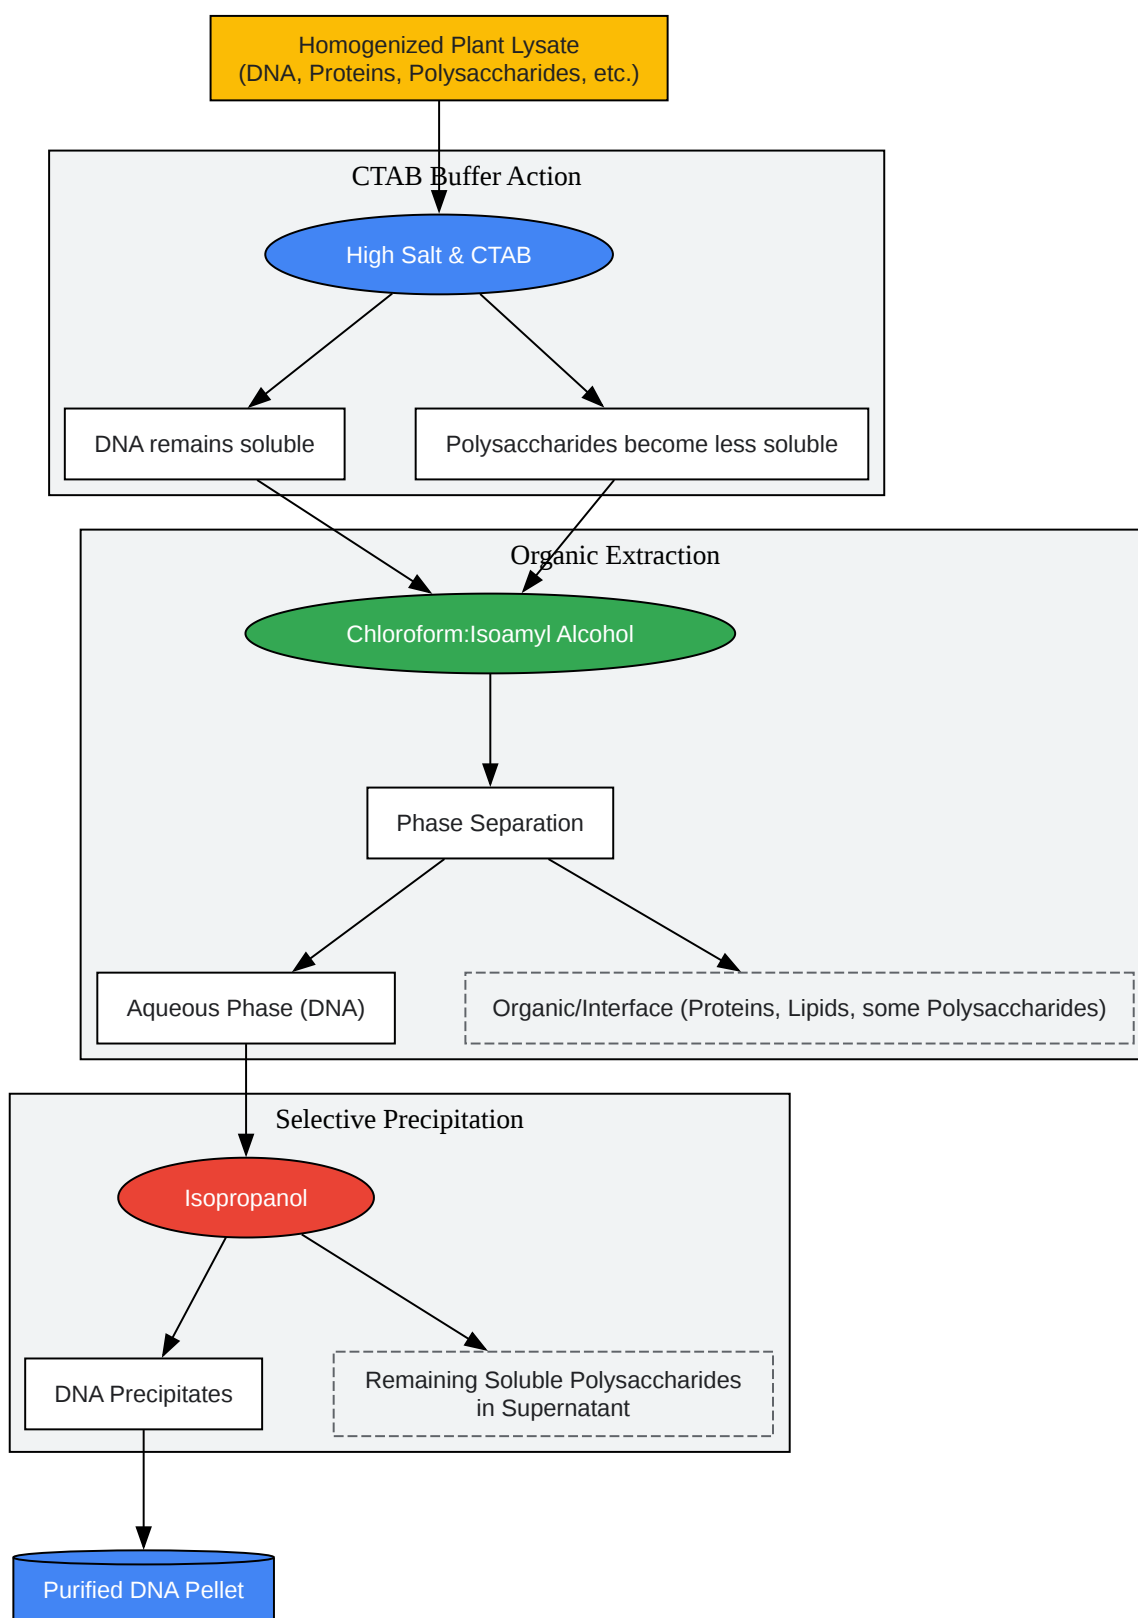 Homogenized Plant Lysate
(DNA, Proteins, Polysaccharides, etc.)
CTAB Buffer Action
High Salt & CTAB
DNA remains soluble
Polysaccharides become less soluble
Organic Extraction
Chloroform:Isoamyl Alcohol
Phase Separation
Aqueous Phase (DNA)
Organic/Interface (Proteins, Lipids, some Polysaccharides)
Selective Precipitation
Isopropanol
DNA Precipitates
Remaining Soluble Polysaccharides
in Supernatant
Purified DNA Pellet